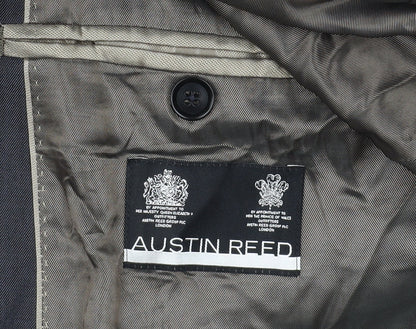 BY APPOINTMENT TO
HER MAJESTY QUEEN ELIZABETH II
OUTFITTERS
AUSTIN REED GROUP PLC
LONDON
BY APPOINTMENT TO
HRH THE PRINCE OF WALES
OUTFITTERS
AUSTIN REED GROUP PLC
LONDON
AUSTIN REED